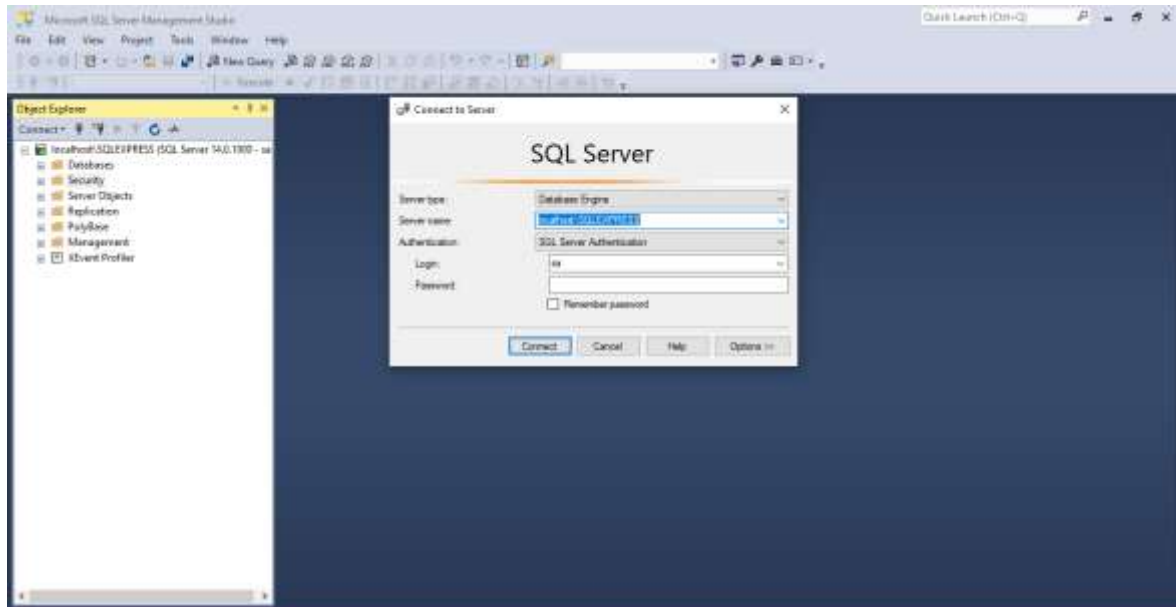 Microsoft SQL Server Management Studio
Quick Launch (Ctrl+Q)
File Edit View Project Tools Window Help
New Query
Execute
Object Explorer
Connect
localhost\SQLEXPRESS (SQL Server 14.0.1000 - sa
Databases
Security
Server Objects
Replication
PolyBase
Management
XEvent Profiler
Connect to Server
SQL Server
Server type:
Database Engine
Server name:
localhost\SQLEXPRESS
Authentication:
SQL Server Authentication
Login:
sa
Password:
Remember password
Connect Cancel Help Options >>